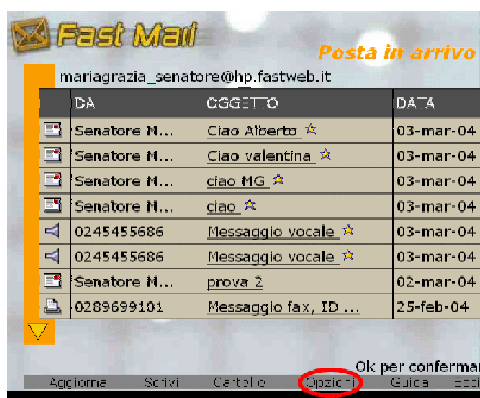 Fast Mail
Posta in arrivo
mariagrazia_senatore@hp.fastweb.it
DA OGGETTO DATA
Senatore M... Ciao Alberto 03-mar-04
Senatore M... Ciao valentina 03-mar-04
Senatore M... ciao MG 03-mar-04
Senatore M... ciao 03-mar-04
0245455686 Messaggio vocale 03-mar-04
0245455686 Messaggio vocale 03-mar-04
Senatore M... prova 2 02-mar-04
0289699101 Messaggio fax, ID ... 25-feb-04
Ok per confermar
Aggiorna Scrivi Cartelle Opzioni Guida Esci